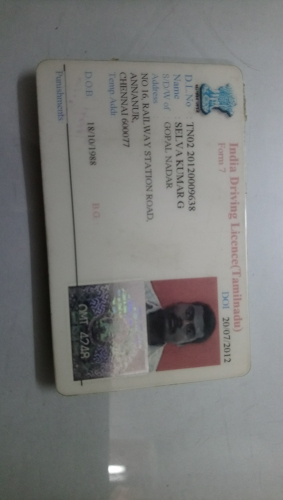 India Driving Licence(Tamilnadu)
Form 7
DOI 20/07/2012
D.L.No TN02 20120009638
Name SELVA KUMAR G
S/D/W of GOPAL NADAR
Address
NO 16, RAILWAY STATION ROAD,
ANNANUR,
CHENNAI 600077
Temp Addr
D.O.B. 18/10/1988 B.G.
Punishments